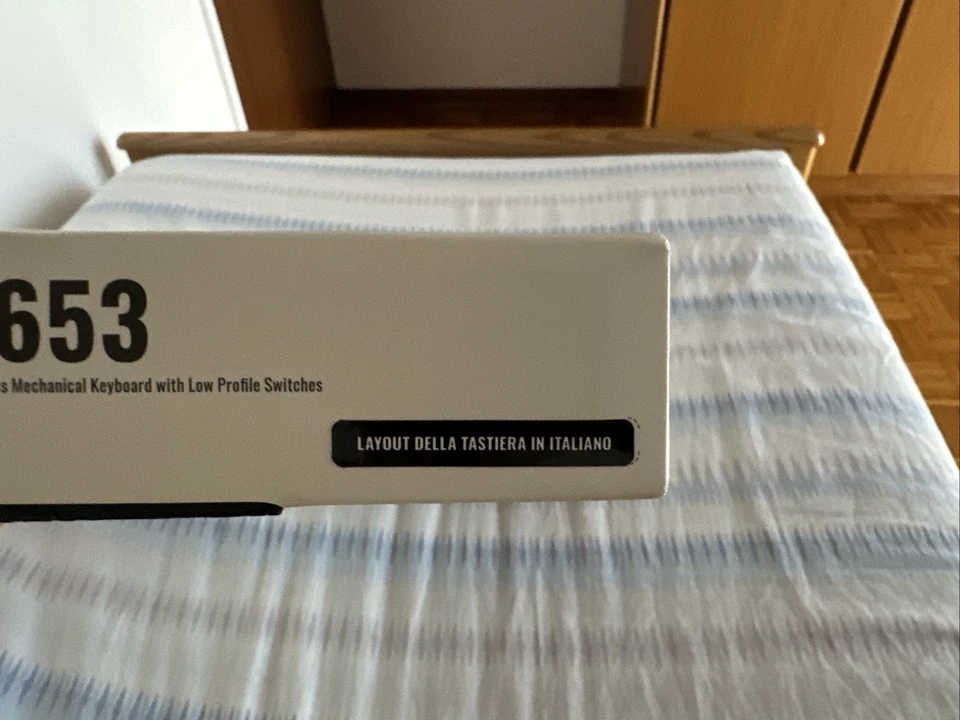 653
s Mechanical Keyboard with Low Profile Switches
LAYOUT DELLA TASTIERA IN ITALIANO